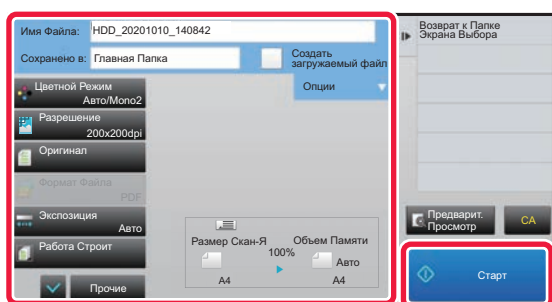 Имя Файла:
HDD_20201010_140842
Сохранено в:
Главная Папка
Создать
загружаемый файл
Опции
Цветной Режим
Авто/Mono2
Разрешение
200x200dpi
Оригинал
Формат Файла
PDF
Экспозиция
Авто
Работа Строит
Прочие
Размер Скан-Я
100%
Объем Памяти
Авто
A4
A4
Возврат к Папке
Экрана Выбора
Предварит.
Просмотр
CA
Старт